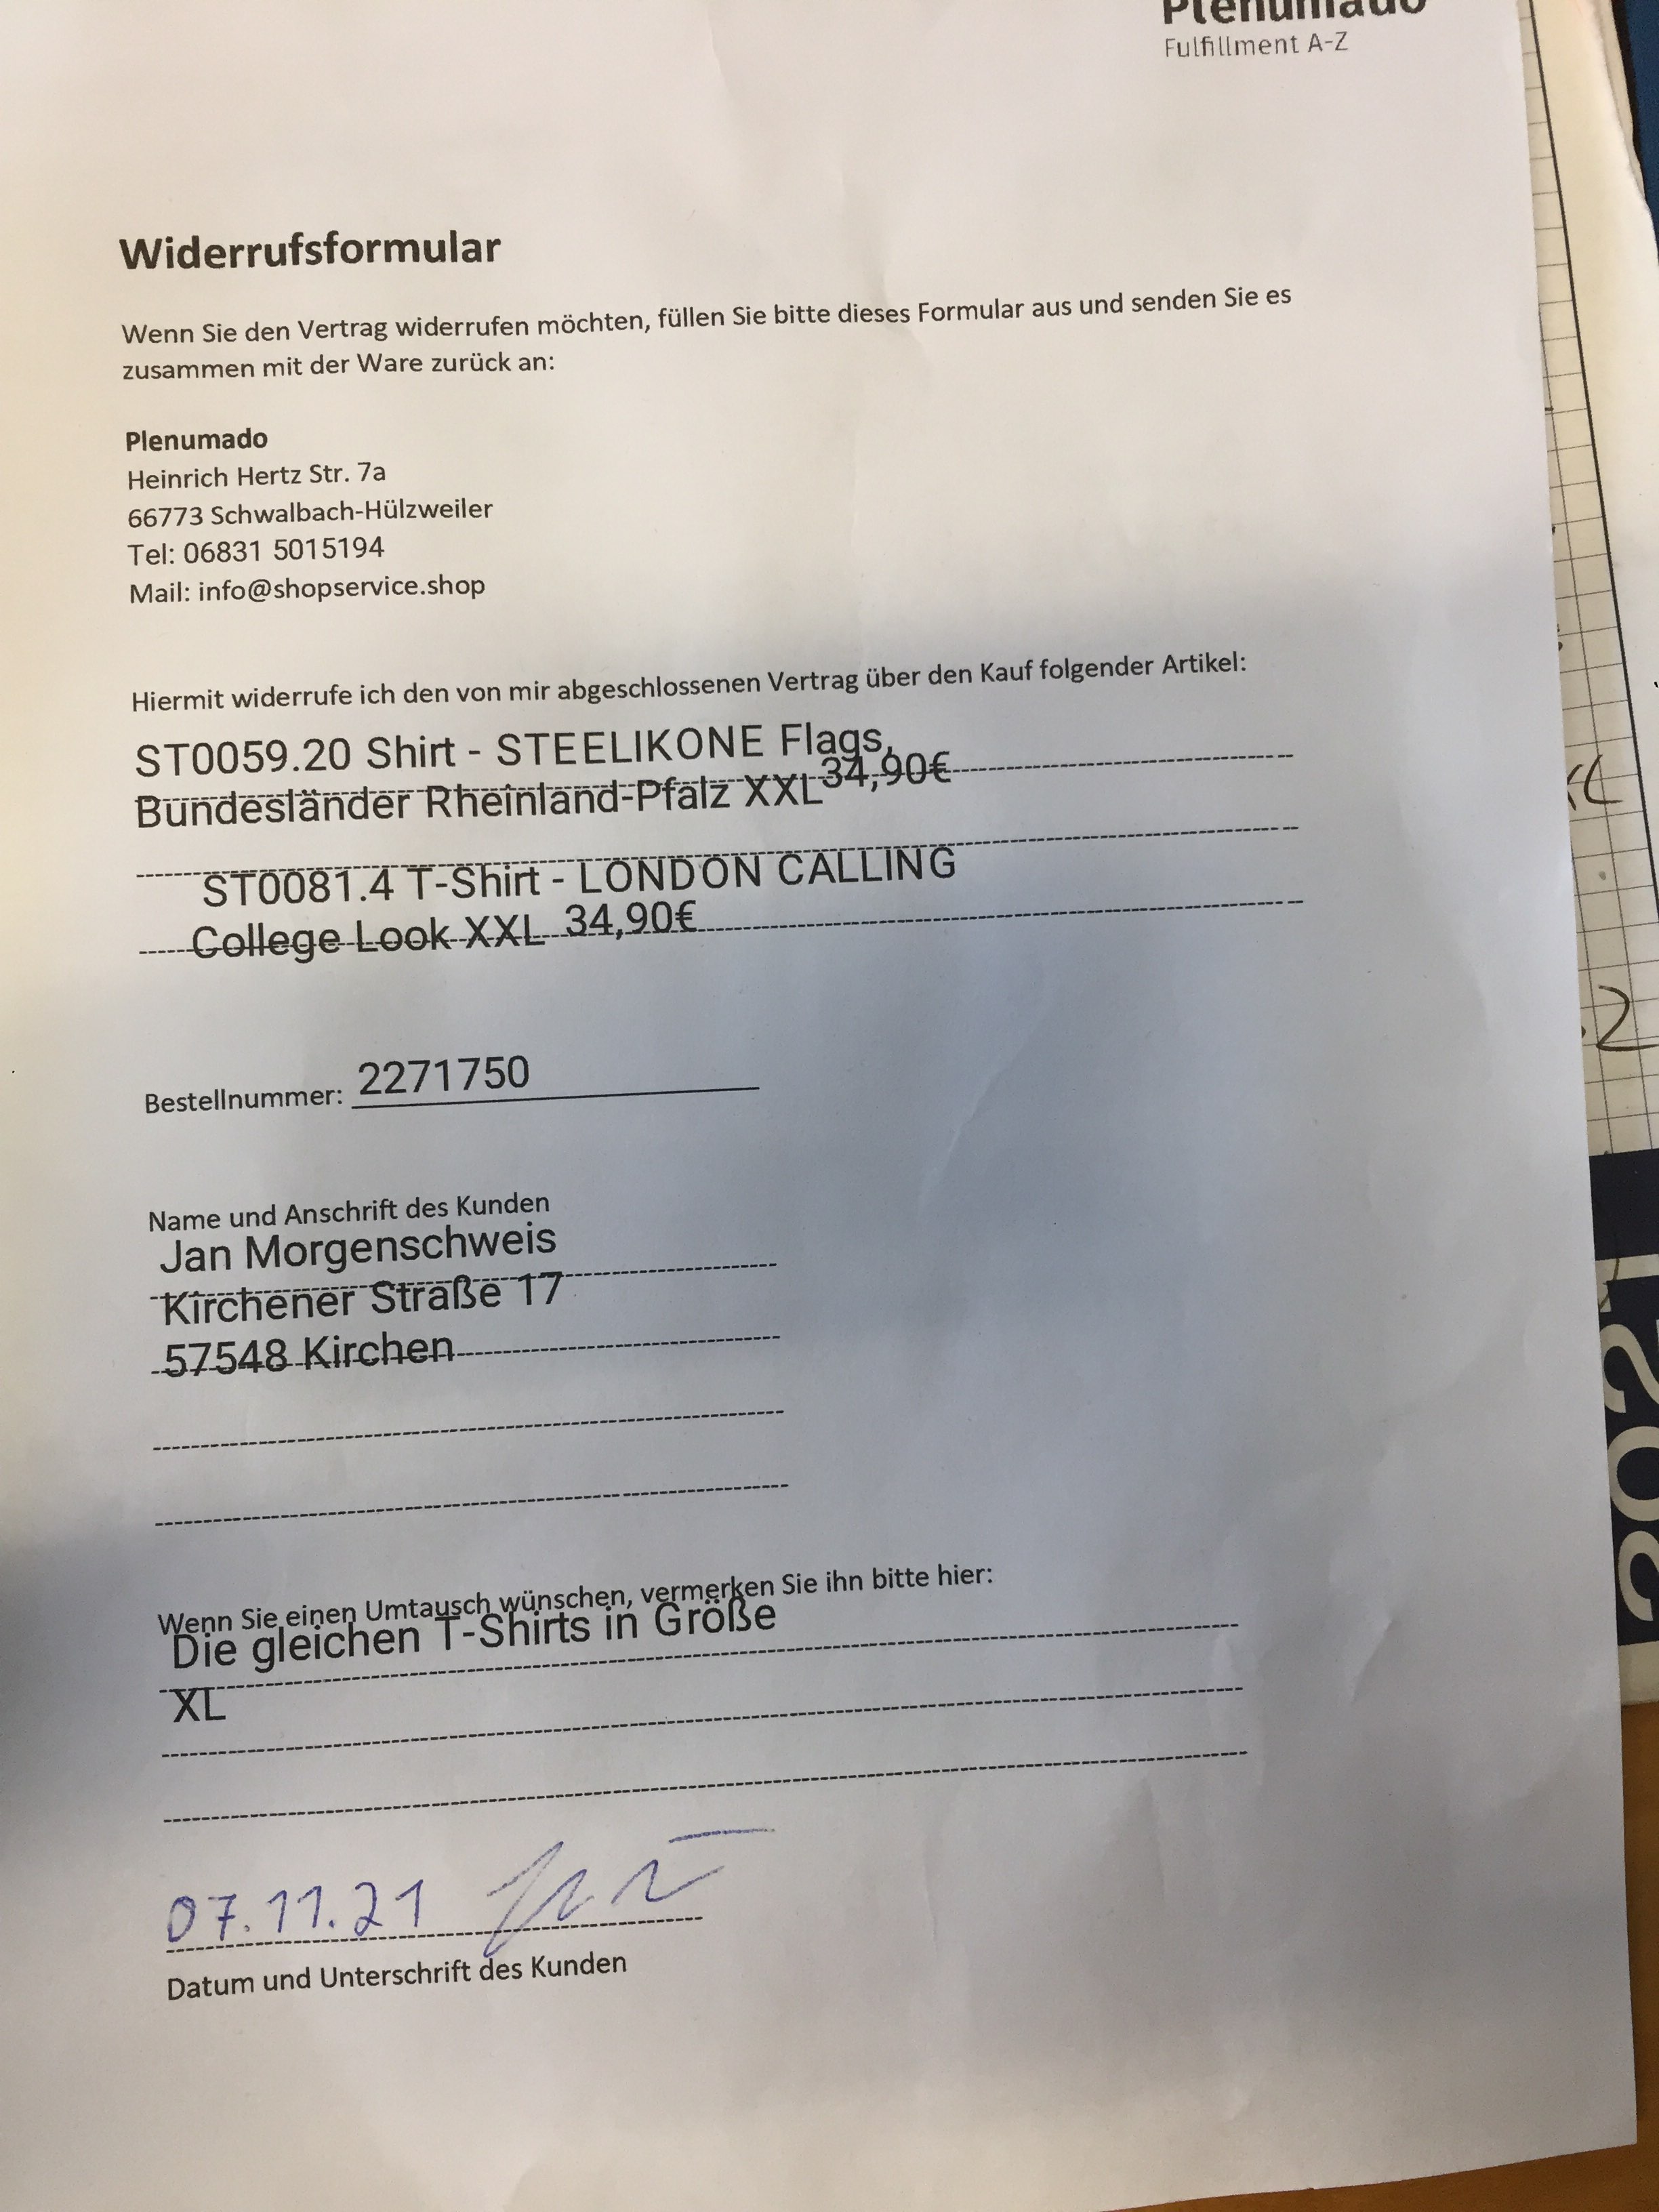 Plenumado
Fulfillment A-Z
Widerrufsformular
Wenn Sie den Vertrag widerrufen möchten, füllen Sie bitte dieses Formular aus und senden Sie es
zusammen mit der Ware zurück an:
Plenumado
Heinrich Hertz Str. 7a
66773 Schwalbach-Hülzweiler
Tel: 06831 5015194
Mail: info@shopservice.shop
Hiermit widerrufe ich den von mir abgeschlossenen Vertrag über den Kauf folgender Artikel:
ST0059.20 Shirt - STEELIKONE Flags,
Bundesländer Rheinland-Pfalz XXL 34,90€
ST0081.4 T-Shirt - LONDON CALLING
College Look XXL 34,90€
Bestellnummer: 2271750
Name und Anschrift des Kunden
Jan Morgenschweis
Kirchener Straße 17
57548 Kirchen
Wenn Sie einen Umtausch wünschen, vermerken Sie ihn bitte hier:
Die gleichen T-Shirts in Größe
XL
07.11.21
Datum und Unterschrift des Kunden
2021